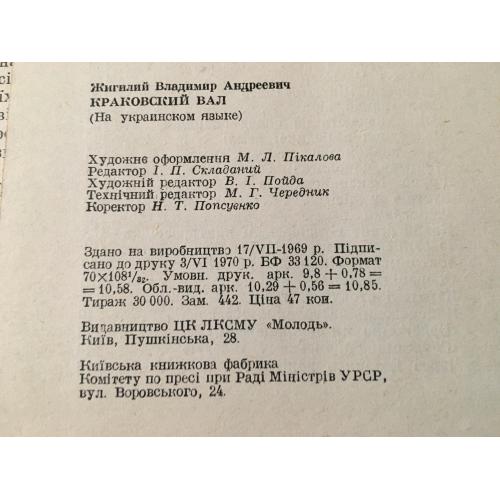 Жигилий Владимир Андреевич
КРАКОВСКИЙ ВАЛ
(На украинском языке)
Художнє оформлення М. Л. Пікалова
Редактор І. П. Складаний
Художній редактор В. І. Пойда
Технічний редактор М. Г. Чередник
Коректор Н. Т. Попсуєнко
Здано на виробництво 17/VII-1969 р. Підпи-
сано до друку 3/VI 1970 р. БФ 33120. Формат
70×108¹/₃₂. Умовн. друк. арк. 9,8 + 0,78 =
= 10,58. Обл.-вид. арк. 10,29 + 0,56 = 10,85.
Тираж 30 000. Зам. 442. Ціна 47 коп.
Видавництво ЦК ЛКСМУ «Молодь».
Київ, Пушкінська, 28.
Київська книжкова фабрика
Комітету по пресі при Раді Міністрів УРСР,
вул. Воровського, 24.